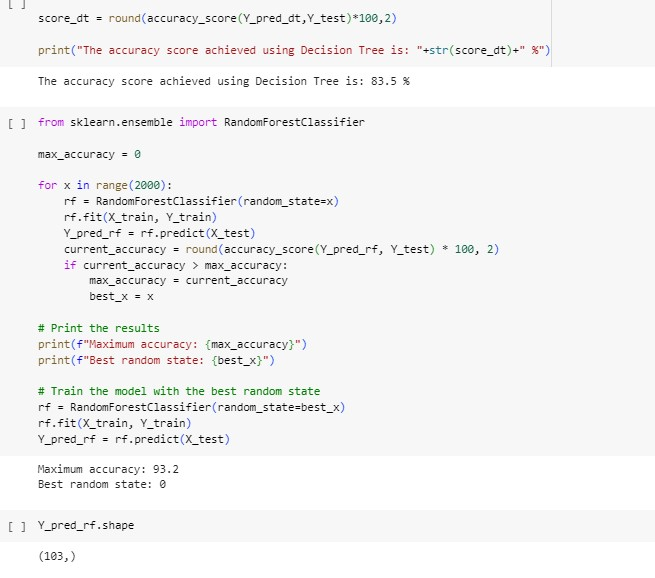 [ ]
score_dt = round(accuracy_score(Y_pred_dt,Y_test)*100,2)
print("The accuracy score achieved using Decision Tree is: "+str(score_dt)+" %")
The accuracy score achieved using Decision Tree is: 83.5 %
[ ] from sklearn.ensemble import RandomForestClassifier
max_accuracy = 0
for x in range(2000):
    rf = RandomForestClassifier(random_state=x)
    rf.fit(X_train, Y_train)
    Y_pred_rf = rf.predict(X_test)
    current_accuracy = round(accuracy_score(Y_pred_rf, Y_test) * 100, 2)
    if current_accuracy > max_accuracy:
        max_accuracy = current_accuracy
        best_x = x
# Print the results
print(f"Maximum accuracy: {max_accuracy}")
print(f"Best random state: {best_x}")
# Train the model with the best random state
rf = RandomForestClassifier(random_state=best_x)
rf.fit(X_train, Y_train)
Y_pred_rf = rf.predict(X_test)
Maximum accuracy: 93.2
Best random state: 0
[ ] Y_pred_rf.shape
(103,)